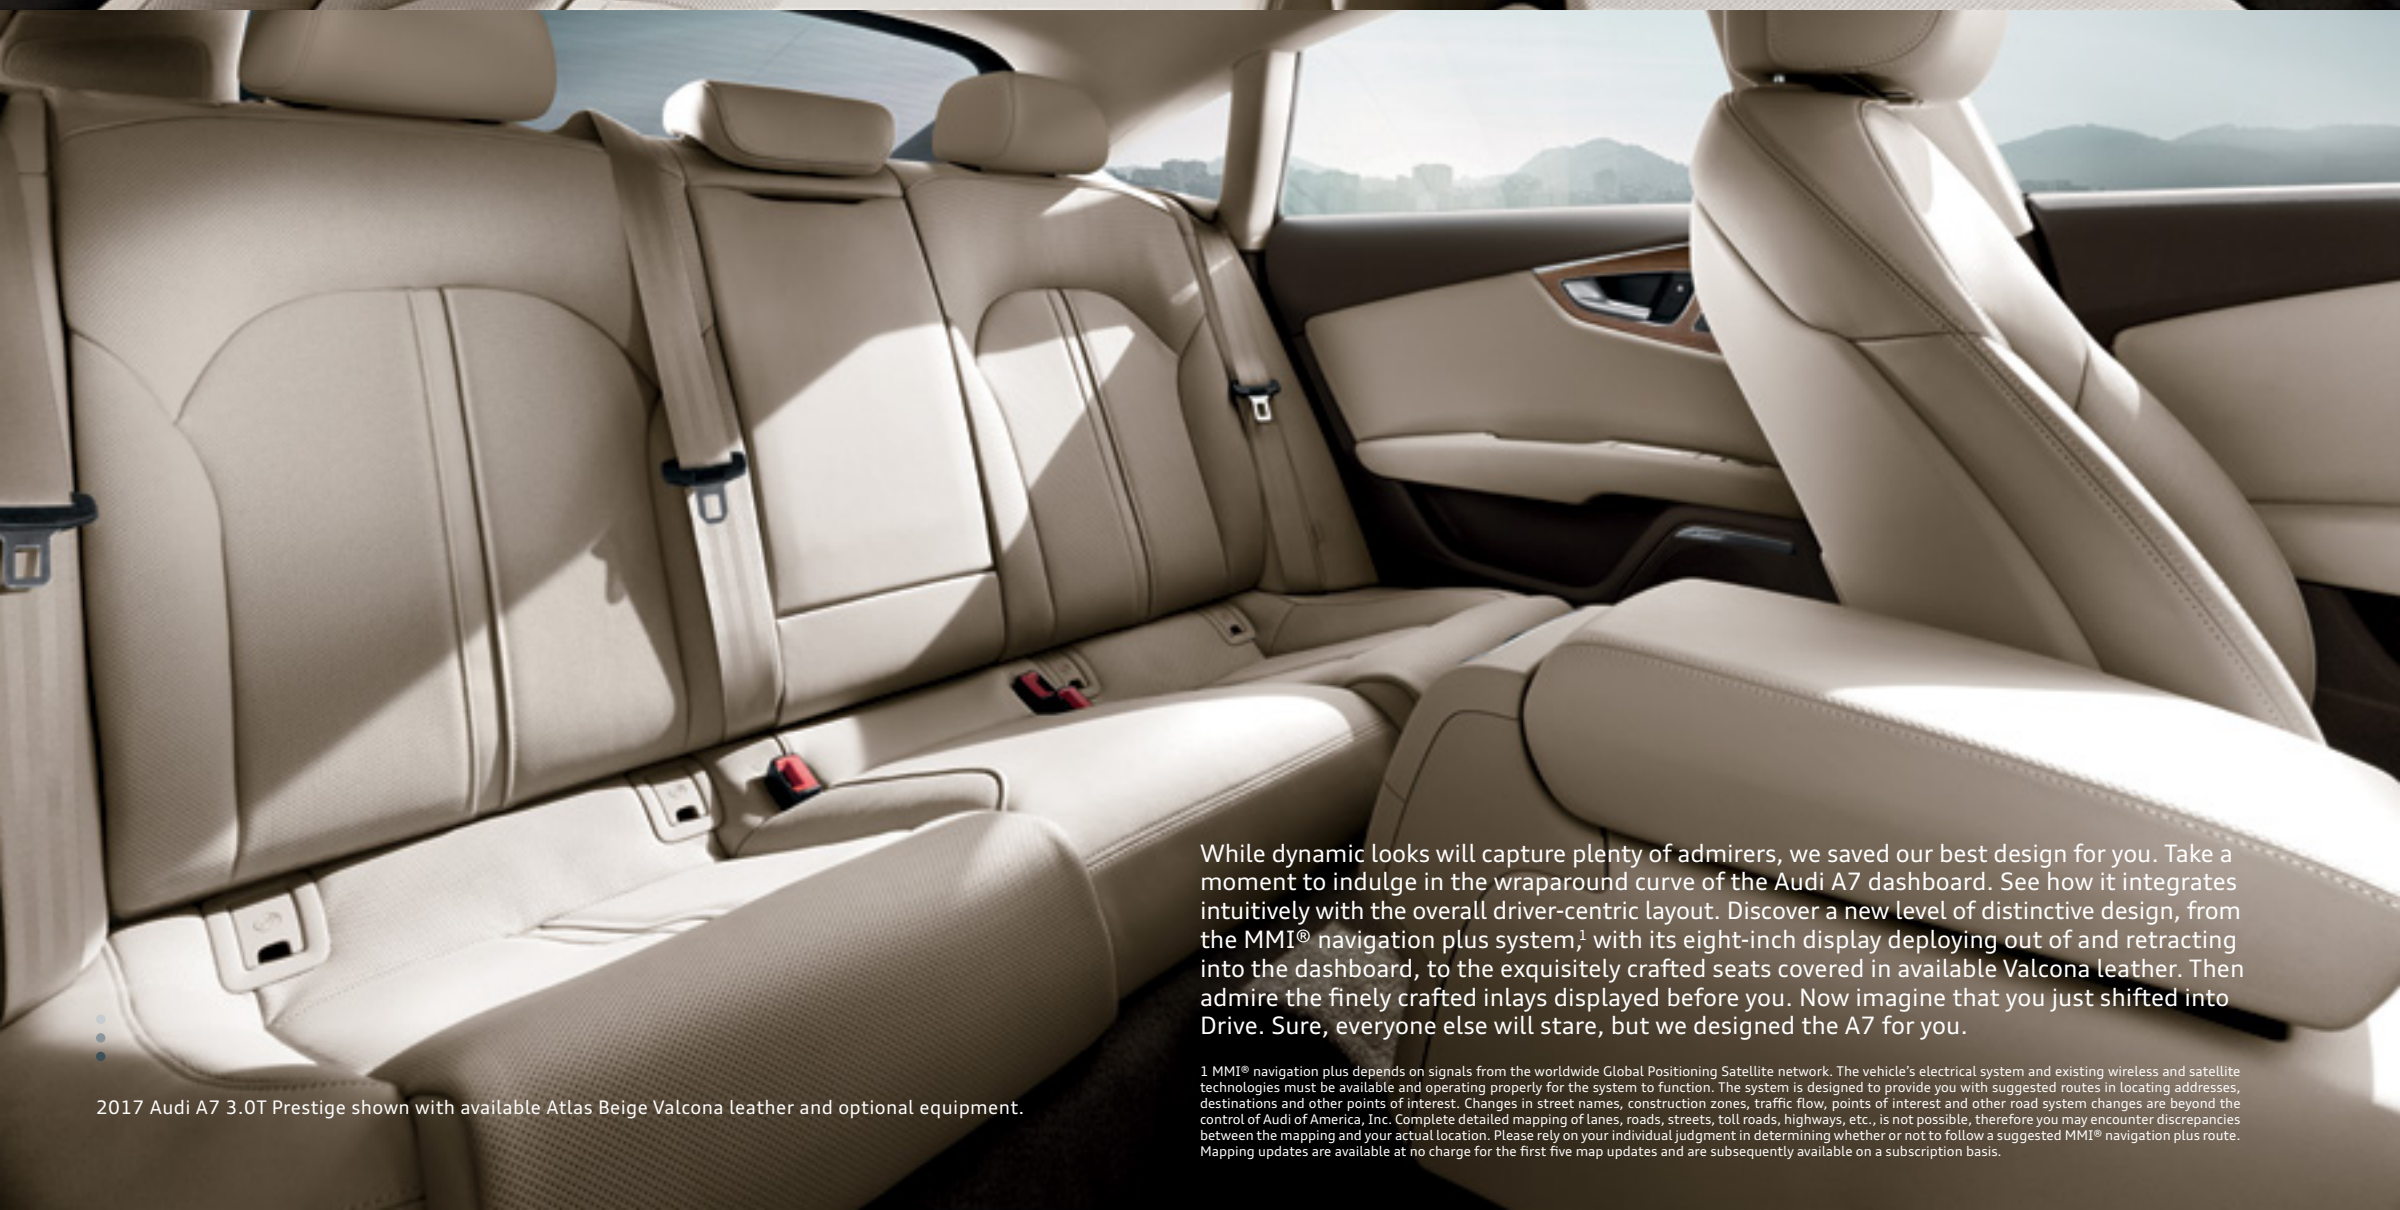 While dynamic looks will capture plenty of admirers, we saved our best design for you. Take a
moment to indulge in the wraparound curve of the Audi A7 dashboard. See how it integrates
intuitively with the overall driver-centric layout. Discover a new level of distinctive design, from
the MMI® navigation plus system,1 with its eight-inch display deploying out of and retracting
into the dashboard, to the exquisitely crafted seats covered in available Valcona leather. Then
admire the finely crafted inlays displayed before you. Now imagine that you just shifted into
Drive. Sure, everyone else will stare, but we designed the A7 for you.
1 MMI® navigation plus depends on signals from the worldwide Global Positioning Satellite network. The vehicle’s electrical system and existing wireless and satellite
technologies must be available and operating properly for the system to function. The system is designed to provide you with suggested routes in locating addresses,
destinations and other points of interest. Changes in street names, construction zones, traffic flow, points of interest and other road system changes are beyond the
control of Audi of America, Inc. Complete detailed mapping of lanes, roads, streets, toll roads, highways, etc., is not possible, therefore you may encounter discrepancies
between the mapping and your actual location. Please rely on your individual judgment in determining whether or not to follow a suggested MMI® navigation plus route.
Mapping updates are available at no charge for the first five map updates and are subsequently available on a subscription basis.
2017 Audi A7 3.0T Prestige shown with available Atlas Beige Valcona leather and optional equipment.